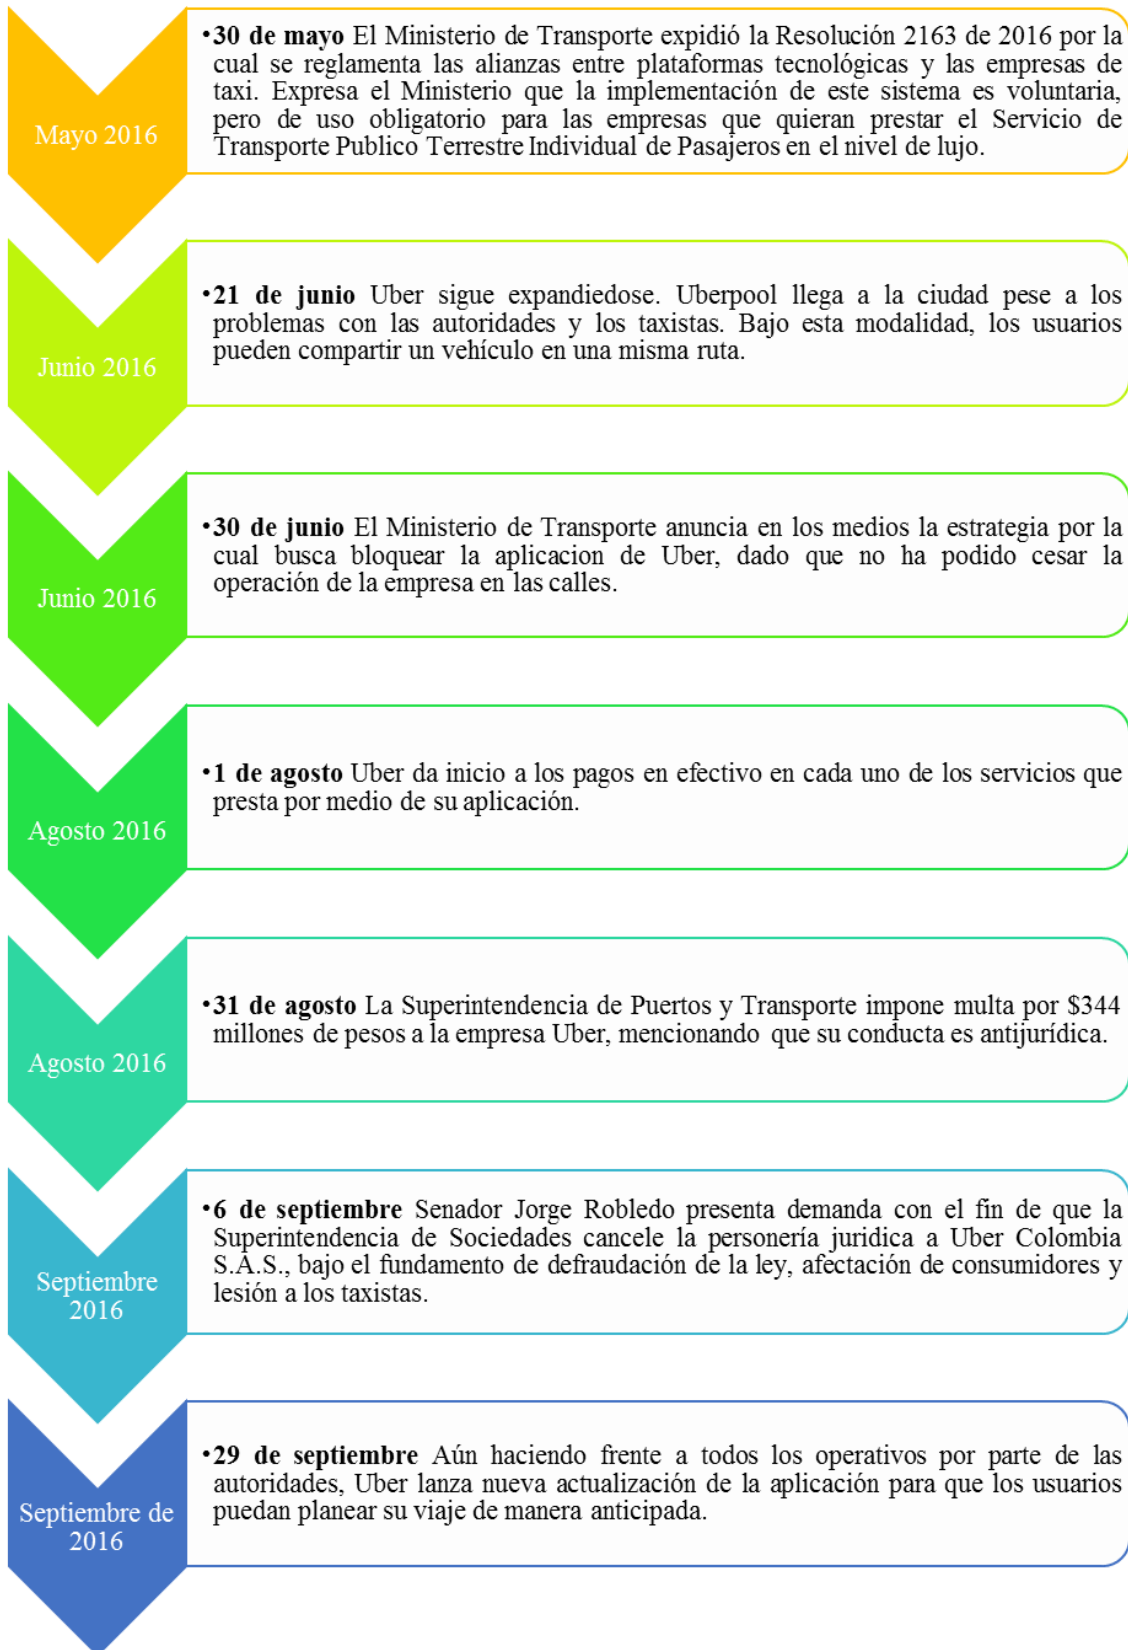 Mayo 2016
•30 de mayo El Ministerio de Transporte expidió la Resolución 2163 de 2016 por la
cual se reglamenta las alianzas entre plataformas tecnológicas y las empresas de
taxi. Expresa el Ministerio que la implementación de este sistema es voluntaria,
pero de uso obligatorio para las empresas que quieran prestar el Servicio de
Transporte Publico Terrestre Individual de Pasajeros en el nivel de lujo.
Junio 2016
•21 de junio Uber sigue expandiedose. Uberpool llega a la ciudad pese a los
problemas con las autoridades y los taxistas. Bajo esta modalidad, los usuarios
pueden compartir un vehículo en una misma ruta.
Junio 2016
•30 de junio El Ministerio de Transporte anuncia en los medios la estrategia por la
cual busca bloquear la aplicacion de Uber, dado que no ha podido cesar la
operación de la empresa en las calles.
Agosto 2016
•1 de agosto Uber da inicio a los pagos en efectivo en cada uno de los servicios que
presta por medio de su aplicación.
Agosto 2016
•31 de agosto La Superintendencia de Puertos y Transporte impone multa por $344
millones de pesos a la empresa Uber, mencionando que su conducta es antijurídica.
Septiembre
2016
•6 de septiembre Senador Jorge Robledo presenta demanda con el fin de que la
Superintendencia de Sociedades cancele la personería juridica a Uber Colombia
S.A.S., bajo el fundamento de defraudación de la ley, afectación de consumidores y
lesión a los taxistas.
Septiembre de
2016
•29 de septiembre Aún haciendo frente a todos los operativos por parte de las
autoridades, Uber lanza nueva actualización de la aplicación para que los usuarios
puedan planear su viaje de manera anticipada.